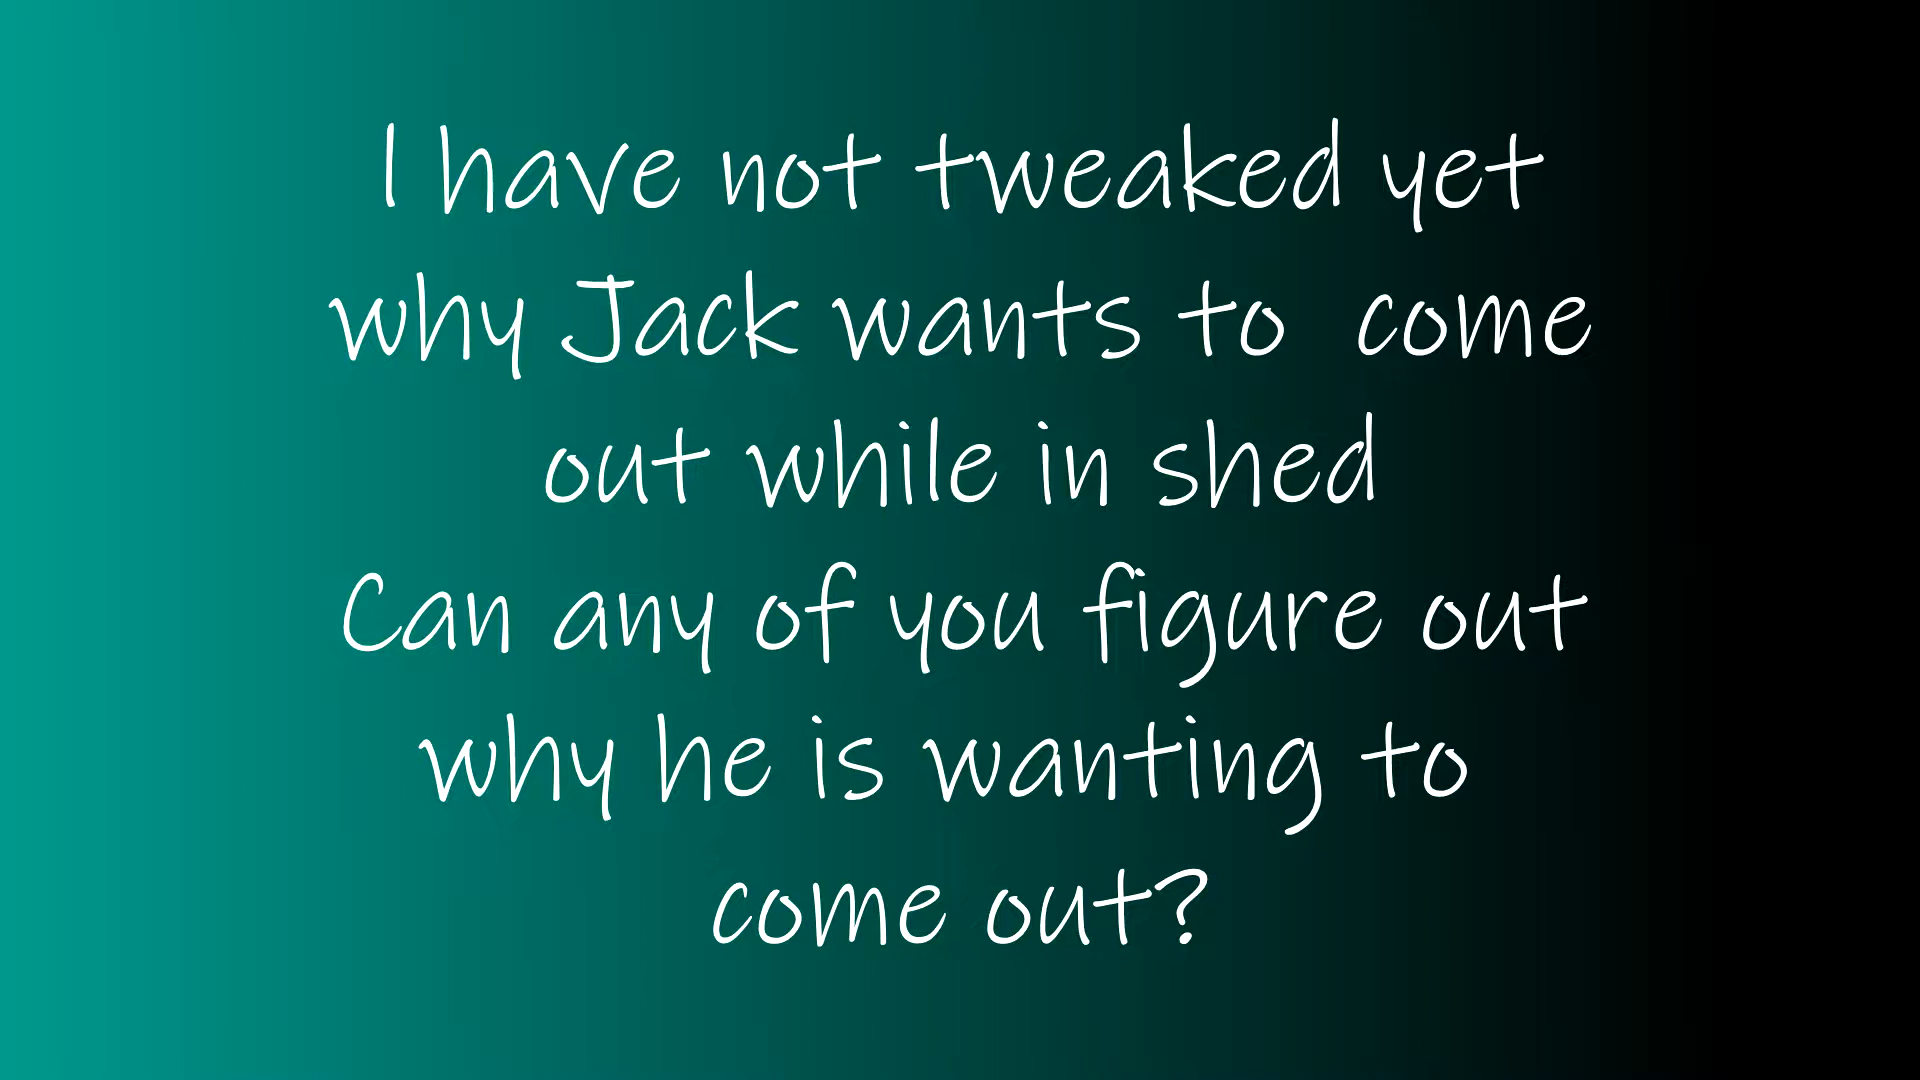 I have not tweaked yet
why Jack wants to  come
out while in shed
Can any of you figure out
why he is wanting to
come out?